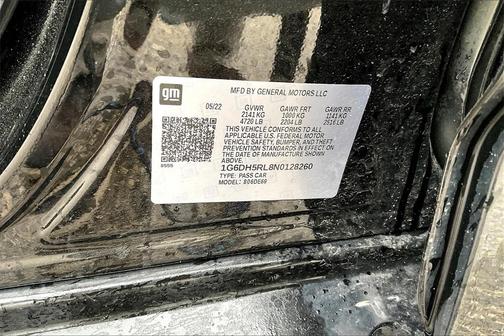 gm
MFD BY GENERAL MOTORS LLC
05/22 GVWR GAWR FRT GAWR RR
2141 KG 1000 KG 1141 KG
4720 LB 2204 LB 2516 LB
THIS VEHICLE CONFORMS TO ALL
APPLICABLE U.S. FEDERAL MOTOR
VEHICLE SAFETY, BUMPER, AND THEFT
PREVENTION STANDARDS IN EFFECT ON
THE DATE OF MANUFACTURE SHOWN
ABOVE.
1G6DH5RL8N0128260
TYPE: PASS CAR